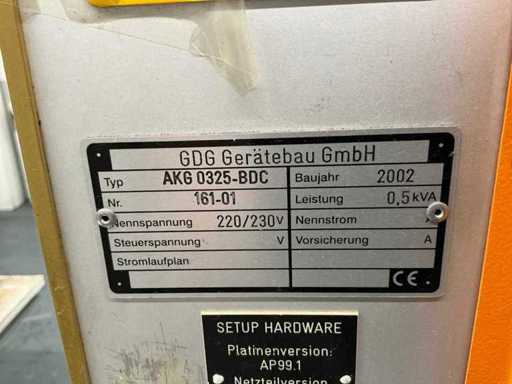 GDG Gerätebau GmbH
Typ AKG 0325-BDC Baujahr 2002
Nr. 161-01 Leistung 0,5 kVA
Nennspannung 220/230 V Nennstrom
Steuerspannung V Vorsicherung A
Stromlaufplan
CE
SETUP HARDWARE
Platinenversion:
AP99.1
Netzteilversion